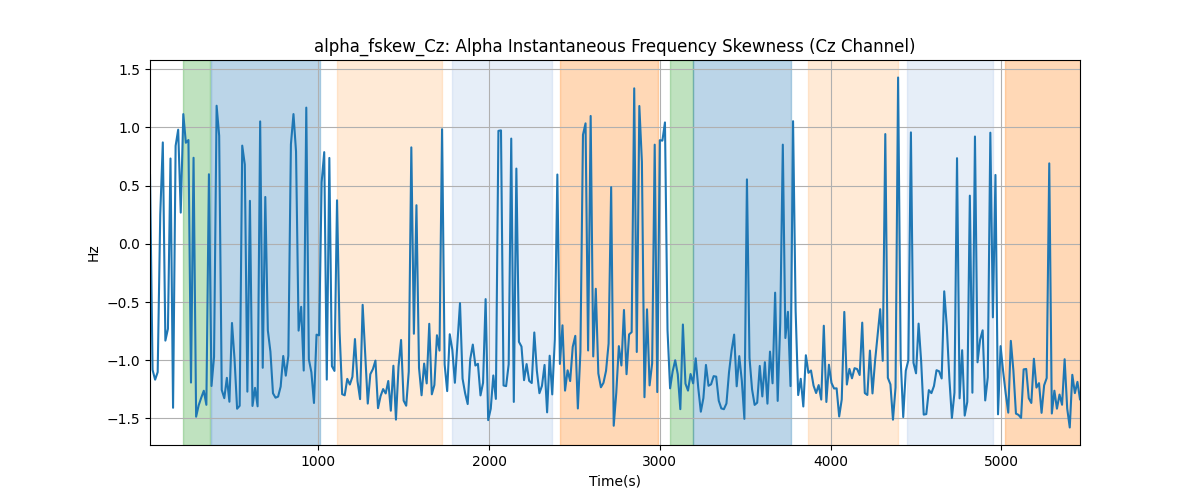 alpha_fskew_Cz: Alpha Instantaneous Frequency Skewness (Cz Channel)
1.5
1.0
0.5
0.0
−0.5
−1.0
−1.5
Hz
1000 2000 3000 4000 5000
Time(s)